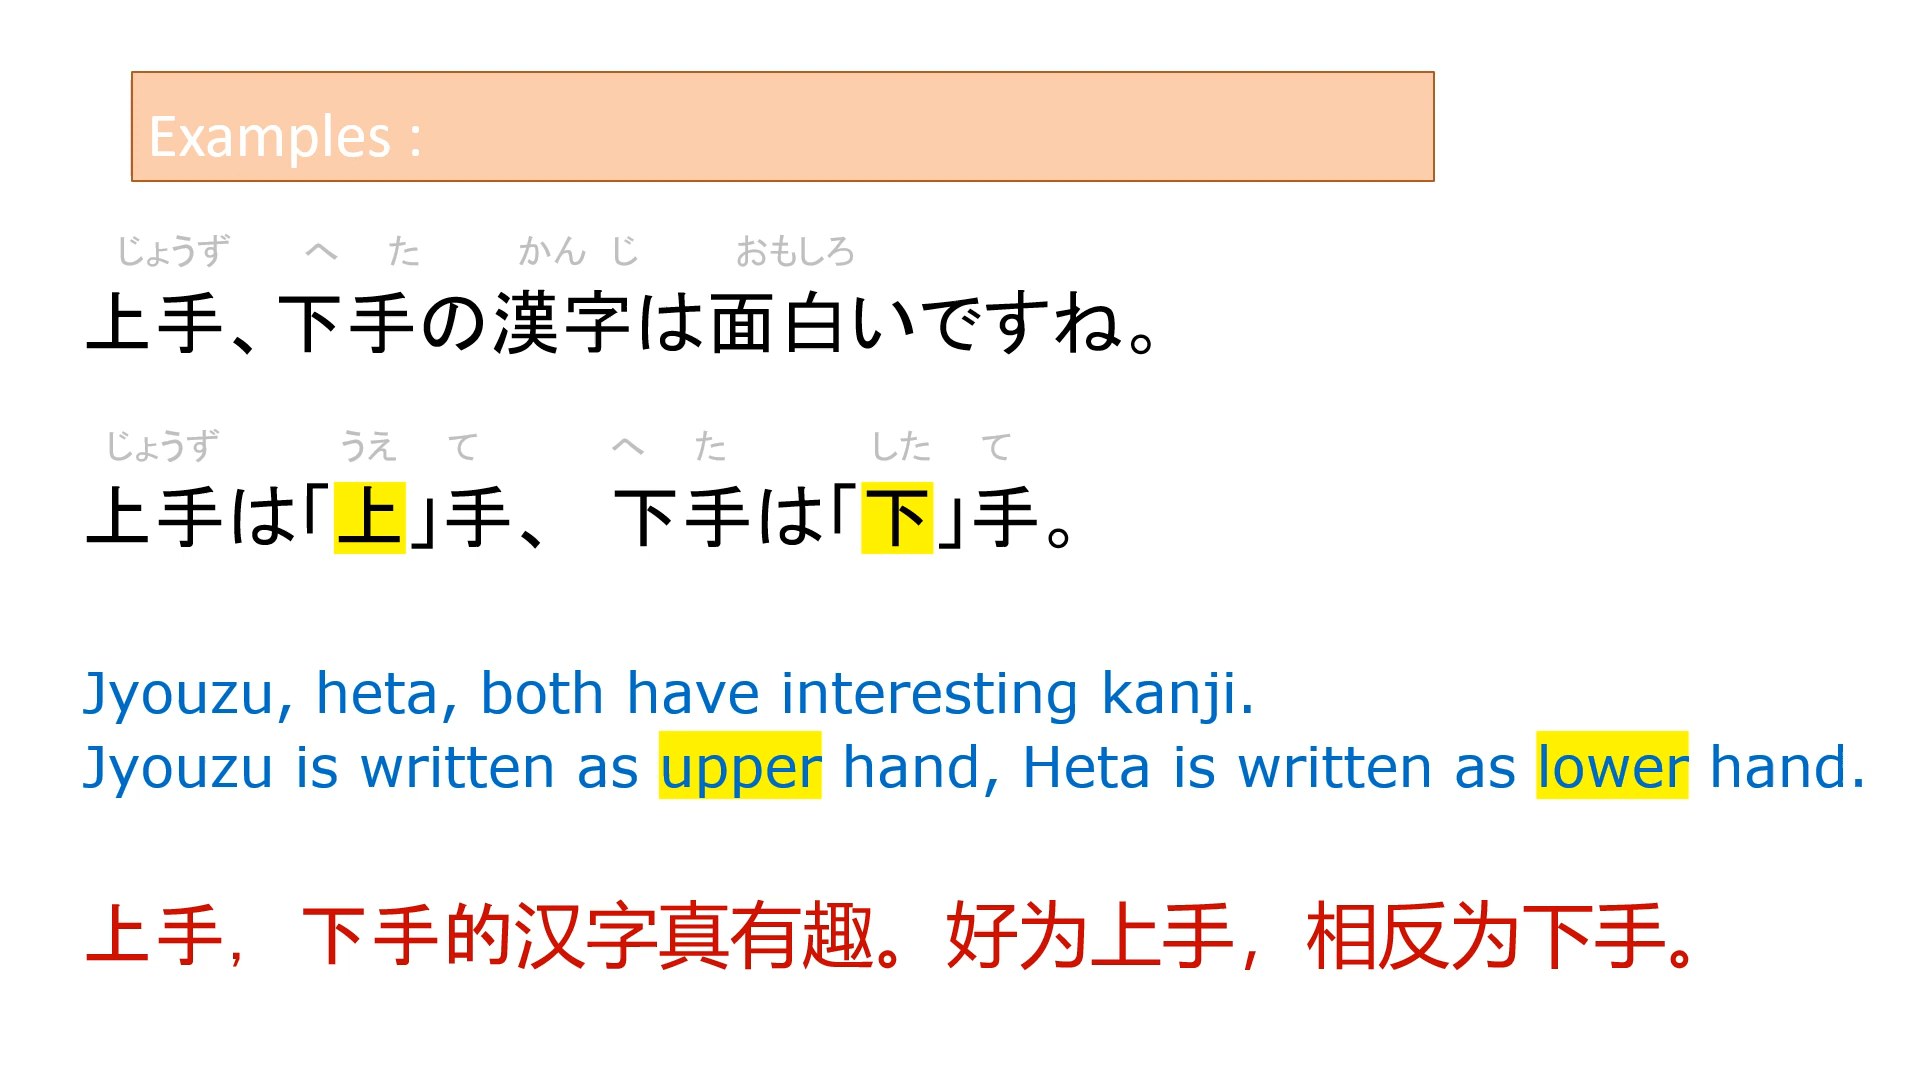 Examples :
じょうず へ た かん じ おもしろ
上手、下手の漢字は面白いですね。
じょうず うえ て へ た した て
上手は「上」手、 下手は「下」手。
Jyouzu, heta, both have interesting kanji.
Jyouzu is written as upper hand, Heta is written as lower hand.
上手，下手的汉字真有趣。好为上手，相反为下手。